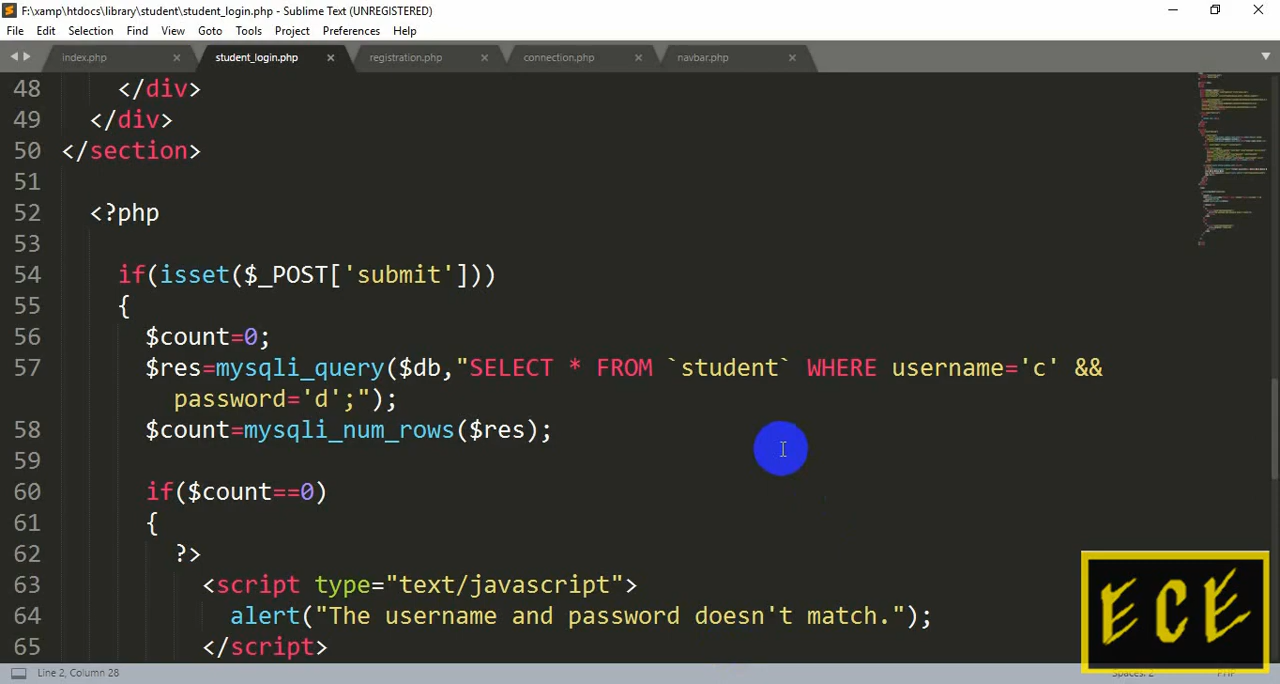 F:\xamp\htdocs\library\student\student_login.php - Sublime Text (UNREGISTERED)
File Edit Selection Find View Goto Tools Project Preferences Help
index.php student_login.php registration.php connection.php navbar.php
48 </div>
49 </div>
50 </section>
51
52 <?php
53
54 if(isset($_POST['submit']))
55 {
56 $count=0;
57 $res=mysqli_query($db,"SELECT * FROM `student` WHERE username='c' &&
password='d';");
58 $count=mysqli_num_rows($res);
59
60 if($count==0)
61 {
62 ?>
63 <script type="text/javascript">
64 alert("The username and password doesn't match.");
65 </script>
ECE
Line 2, Column 28 Spaces: 2 PHP